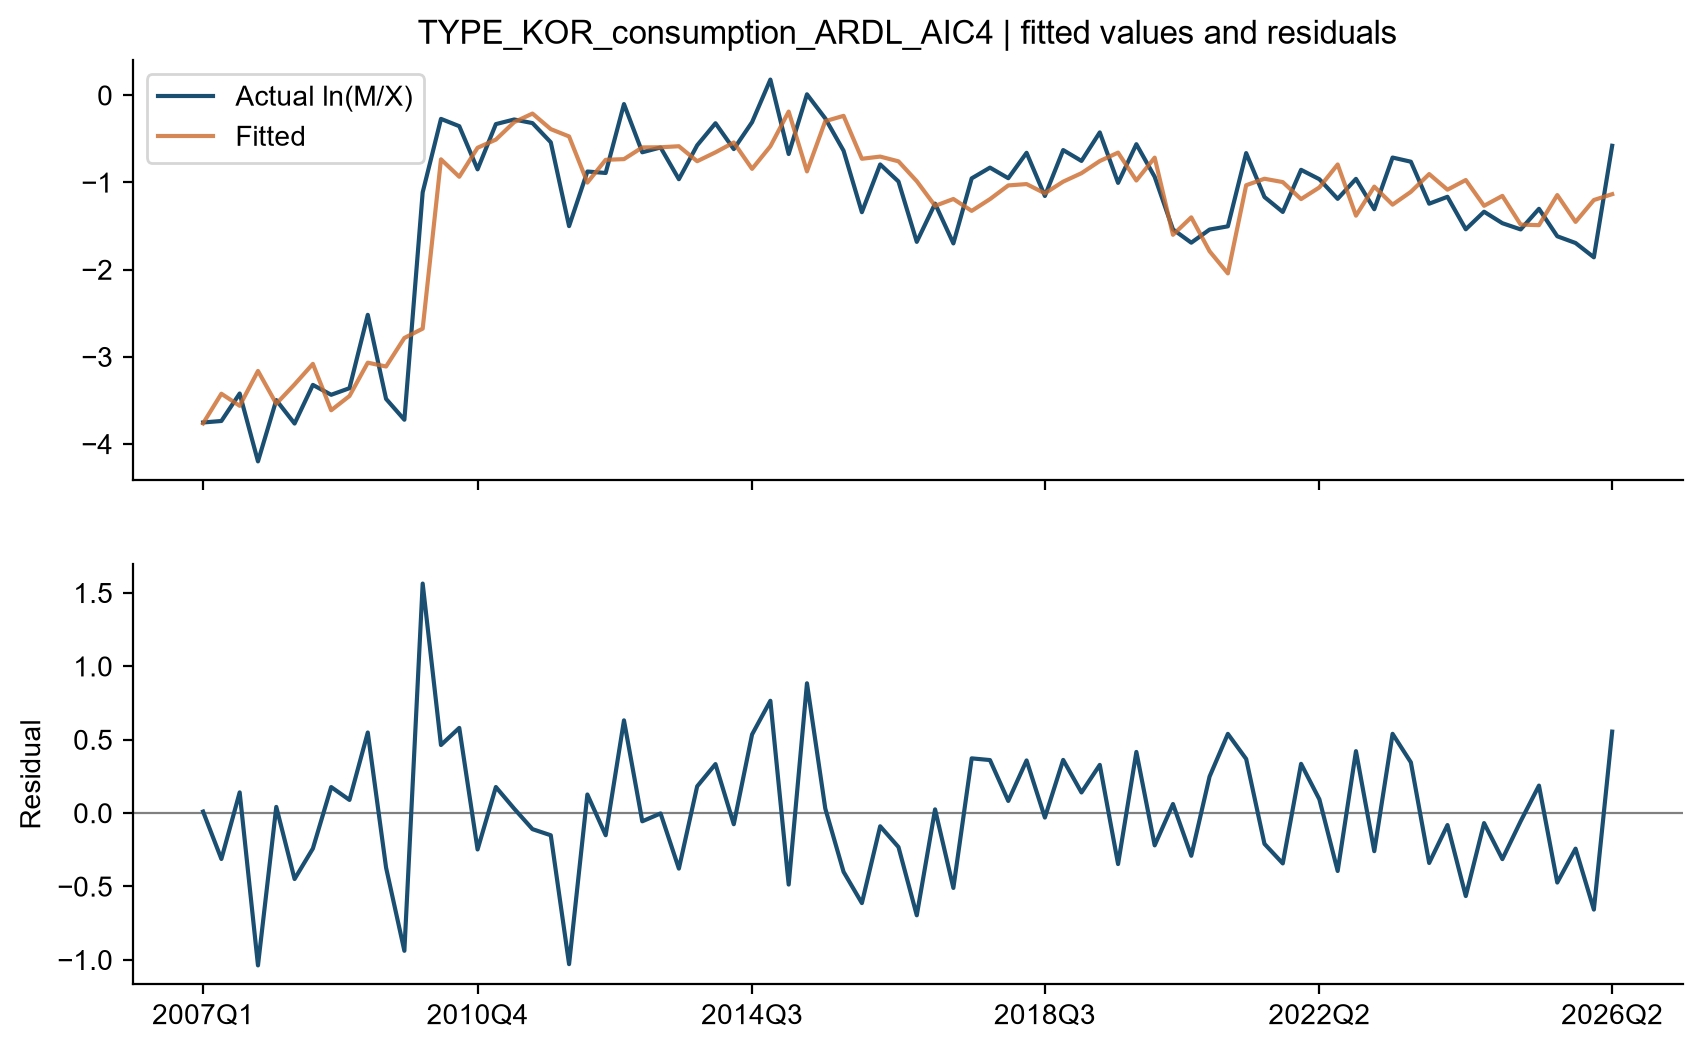 TYPE_KOR_consumption_ARDL_AIC4 | fitted values and residuals
Actual ln(M/X)
Fitted
0
−1
−2
−3
−4
1.5
1.0
0.5
0.0
−0.5
−1.0
Residual
2007Q1
2010Q4
2014Q3
2018Q3
2022Q2
2026Q2